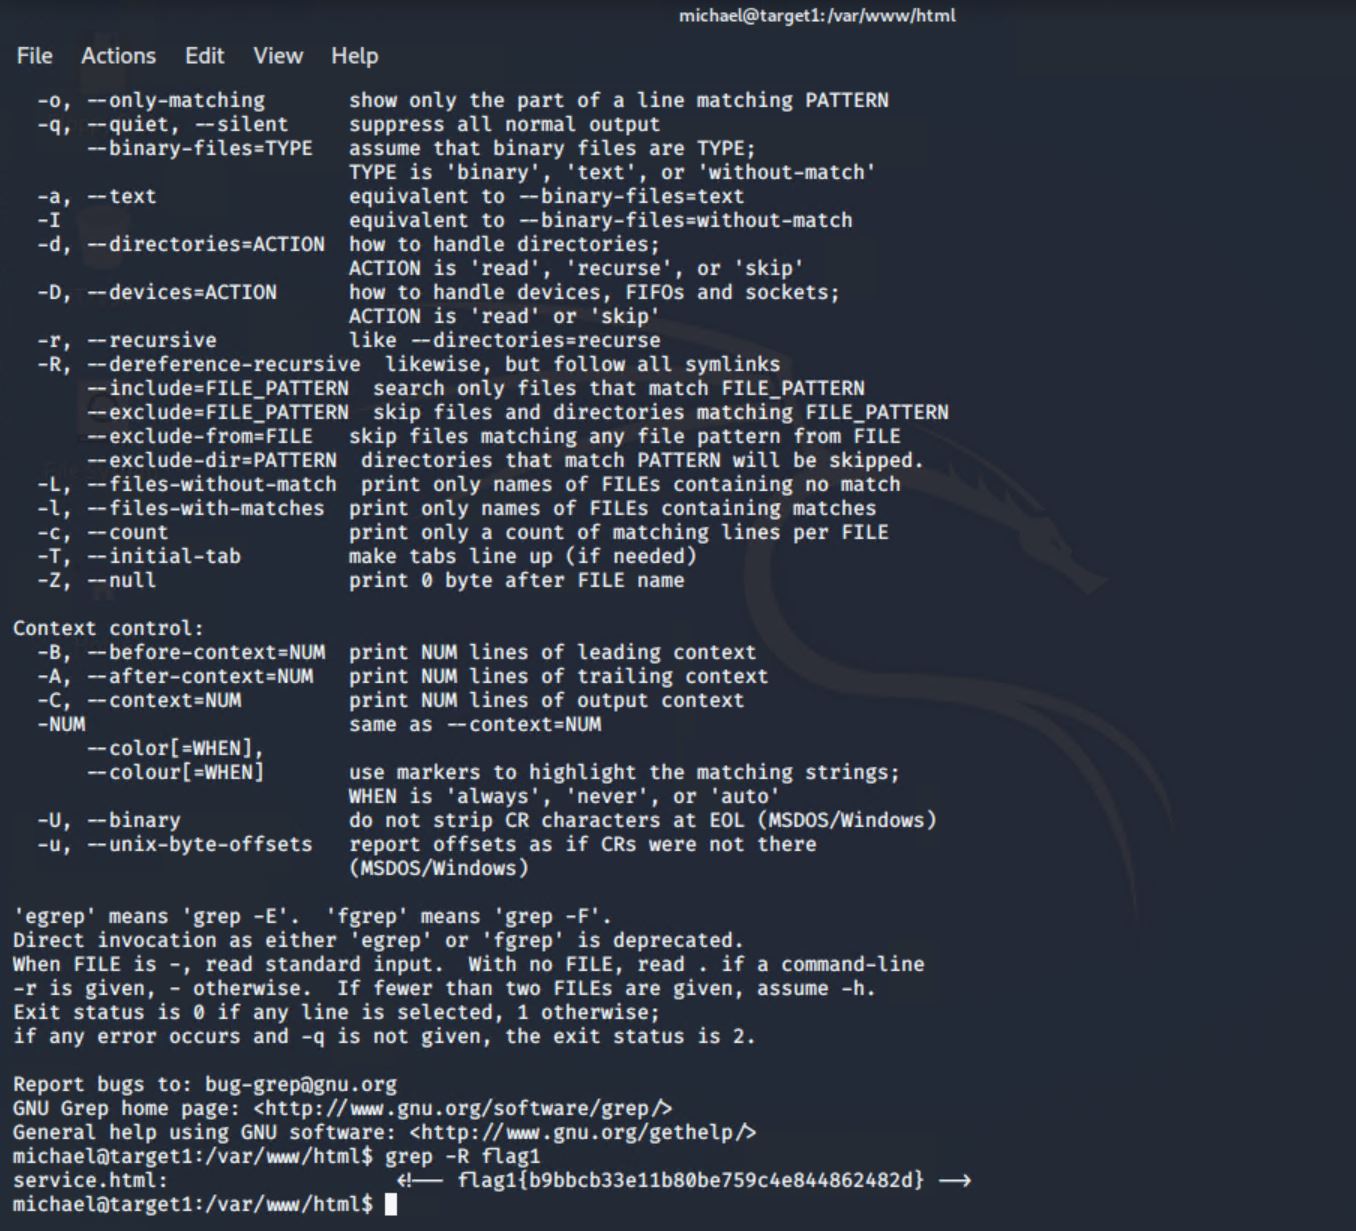 michael@target1:/var/www/html
File Actions Edit View Help
-o, --only-matching show only the part of a line matching PATTERN
-q, --quiet, --silent suppress all normal output
--binary-files=TYPE assume that binary files are TYPE;
TYPE is 'binary', 'text', or 'without-match'
-a, --text equivalent to --binary-files=text
-I equivalent to --binary-files=without-match
-d, --directories=ACTION how to handle directories;
ACTION is 'read', 'recurse', or 'skip'
-D, --devices=ACTION how to handle devices, FIFOs and sockets;
ACTION is 'read' or 'skip'
-r, --recursive like --directories=recurse
-R, --dereference-recursive likewise, but follow all symlinks
--include=FILE_PATTERN search only files that match FILE_PATTERN
--exclude=FILE_PATTERN skip files and directories matching FILE_PATTERN
--exclude-from=FILE skip files matching any file pattern from FILE
--exclude-dir=PATTERN directories that match PATTERN will be skipped.
-L, --files-without-match print only names of FILEs containing no match
-l, --files-with-matches print only names of FILEs containing matches
-c, --count print only a count of matching lines per FILE
-T, --initial-tab make tabs line up (if needed)
-Z, --null print 0 byte after FILE name
Context control:
-B, --before-context=NUM print NUM lines of leading context
-A, --after-context=NUM print NUM lines of trailing context
-C, --context=NUM print NUM lines of output context
-NUM same as --context=NUM
--color[=WHEN],
--colour[=WHEN] use markers to highlight the matching strings;
WHEN is 'always', 'never', or 'auto'
-U, --binary do not strip CR characters at EOL (MSDOS/Windows)
-u, --unix-byte-offsets report offsets as if CRs were not there
(MSDOS/Windows)
'egrep' means 'grep -E'. 'fgrep' means 'grep -F'.
Direct invocation as either 'egrep' or 'fgrep' is deprecated.
When FILE is -, read standard input. With no FILE, read . if a command-line
-r is given, - otherwise. If fewer than two FILEs are given, assume -h.
Exit status is 0 if any line is selected, 1 otherwise;
if any error occurs and -q is not given, the exit status is 2.
Report bugs to: bug-grep@gnu.org
GNU Grep home page: <http://www.gnu.org/software/grep/>
General help using GNU software: <http://www.gnu.org/gethelp/>
michael@target1:/var/www/html$ grep -R flag1
service.html: <!-- flag1{b9bbcb33e11b80be759c4e844862482d} -->
michael@target1:/var/www/html$